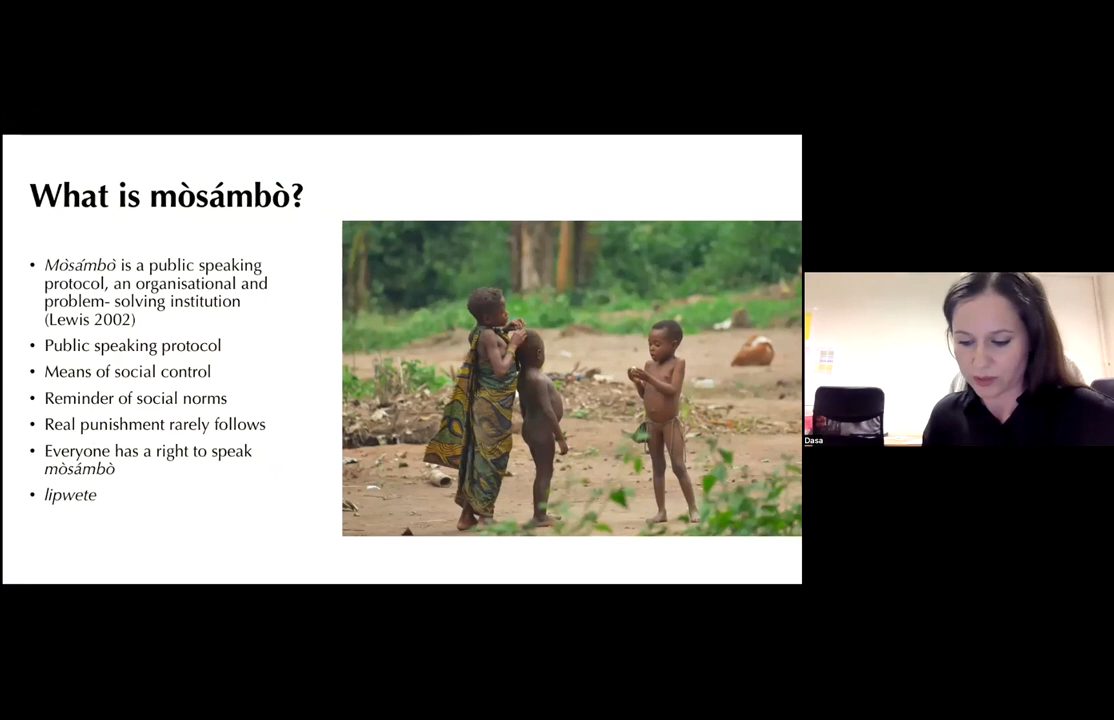 What is mòsámbò?
• Mòsámbò is a public speaking
protocol, an organisational and
problem- solving institution
(Lewis 2002)
• Public speaking protocol
• Means of social control
• Reminder of social norms
• Real punishment rarely follows
• Everyone has a right to speak
mòsámbò
• lipwete
Dasa